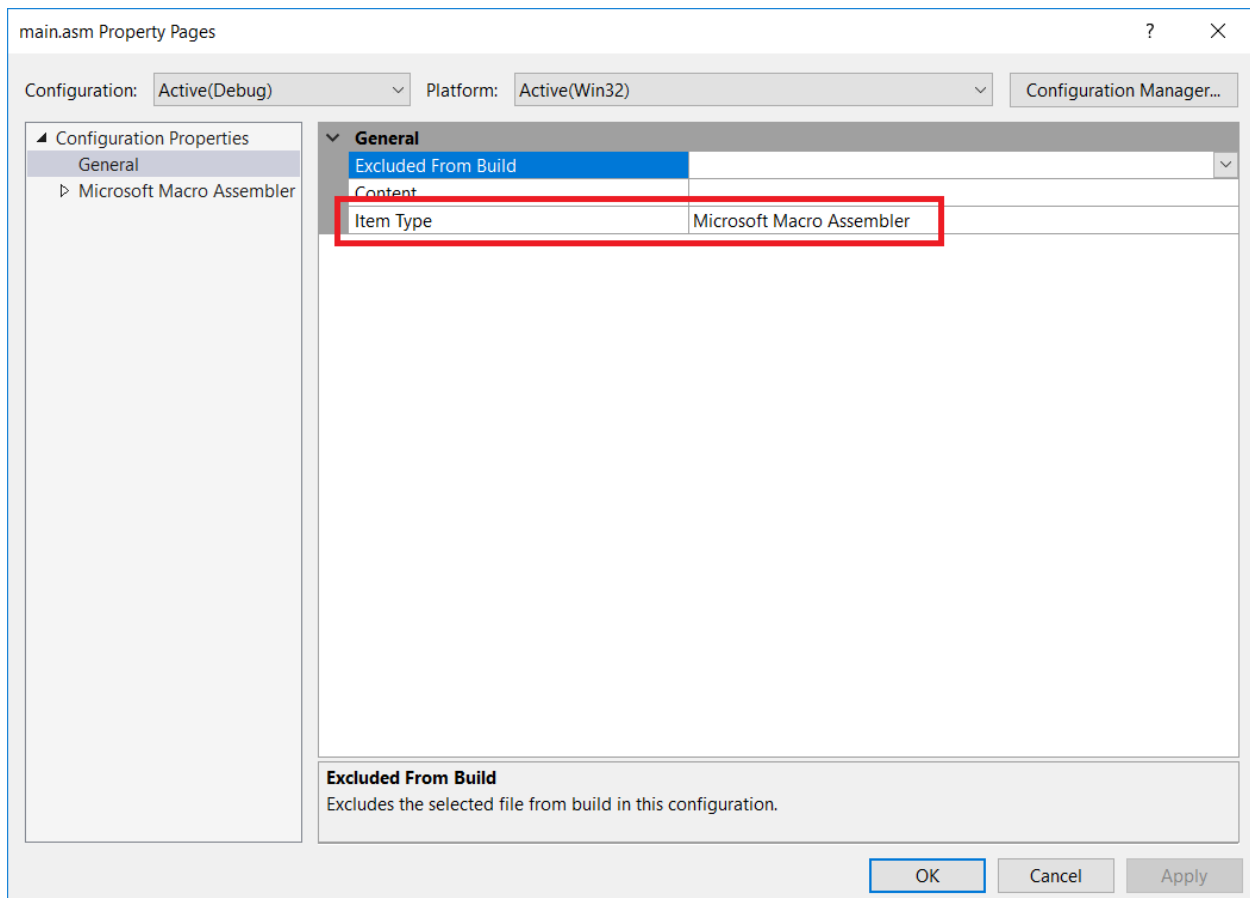 main.asm Property Pages
?
Configuration: Active(Debug) Platform: Active(Win32) Configuration Manager...
Configuration Properties
General
Microsoft Macro Assembler
General
Excluded From Build
Content
Item Type Microsoft Macro Assembler
Excluded From Build
Excludes the selected file from build in this configuration.
OK Cancel Apply